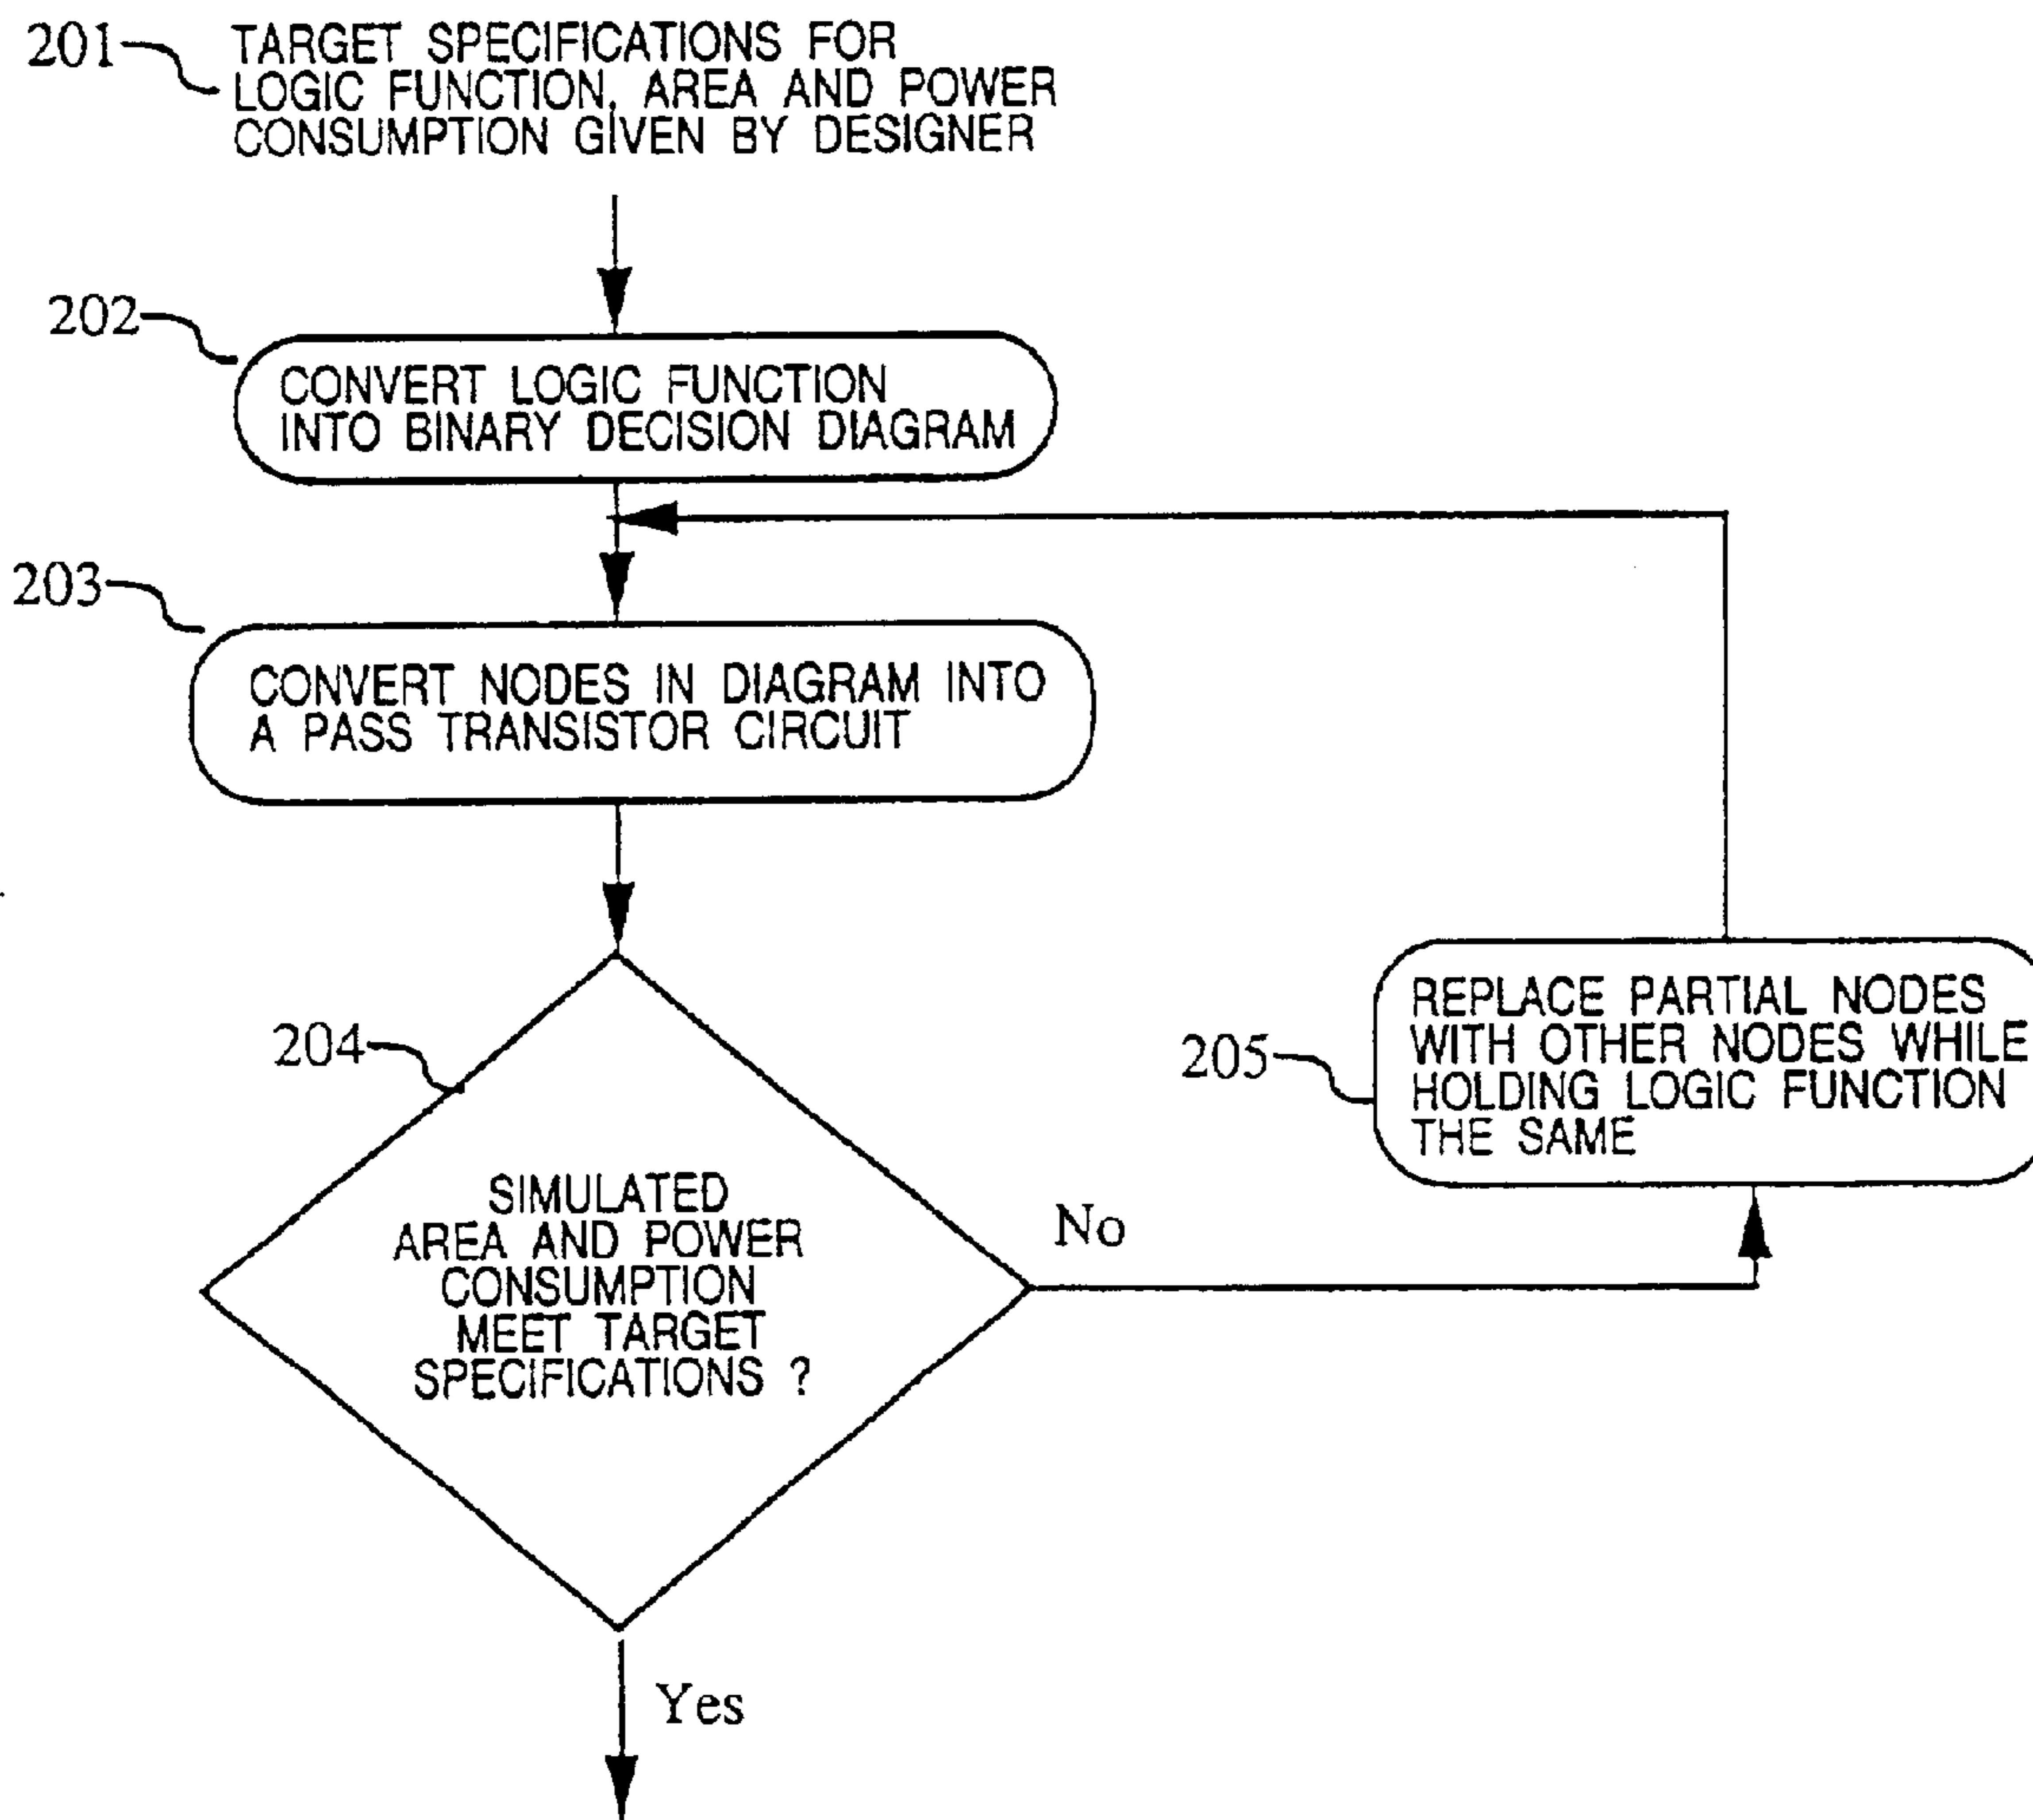 201
TARGET SPECIFICATIONS FOR
LOGIC FUNCTION, AREA AND POWER
CONSUMPTION GIVEN BY DESIGNER
202
CONVERT LOGIC FUNCTION
INTO BINARY DECISION DIAGRAM
203
CONVERT NODES IN DIAGRAM INTO
A PASS TRANSISTOR CIRCUIT
204
SIMULATED
AREA AND POWER
CONSUMPTION
MEET TARGET
SPECIFICATIONS ?
No
205
REPLACE PARTIAL NODES
WITH OTHER NODES WHILE
HOLDING LOGIC FUNCTION
THE SAME
Yes